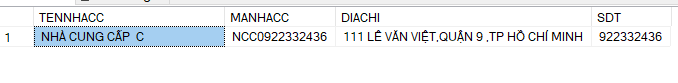 TENNHACC MANHACC DIACHI SDT
1 NHÀ CUNG CẤP  C NCC0922332436 111 LÊ VĂN VIỆT,QUẬN 9 ,TP HỒ CHÍ MINH 922332436